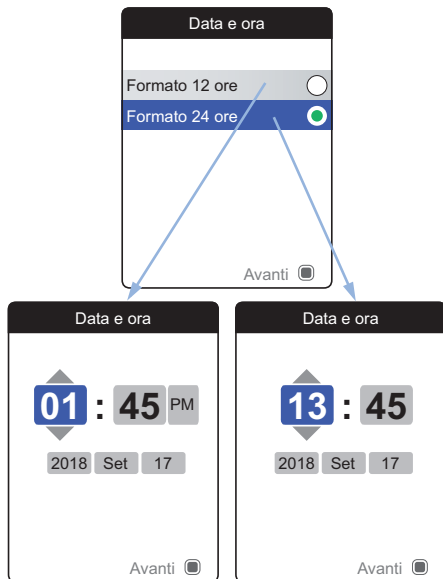 Data e ora
Formato 12 ore
Formato 24 ore
Avanti
Data e ora
01 : 45 PM
2018 Set 17
Avanti
Data e ora
13 : 45
2018 Set 17
Avanti